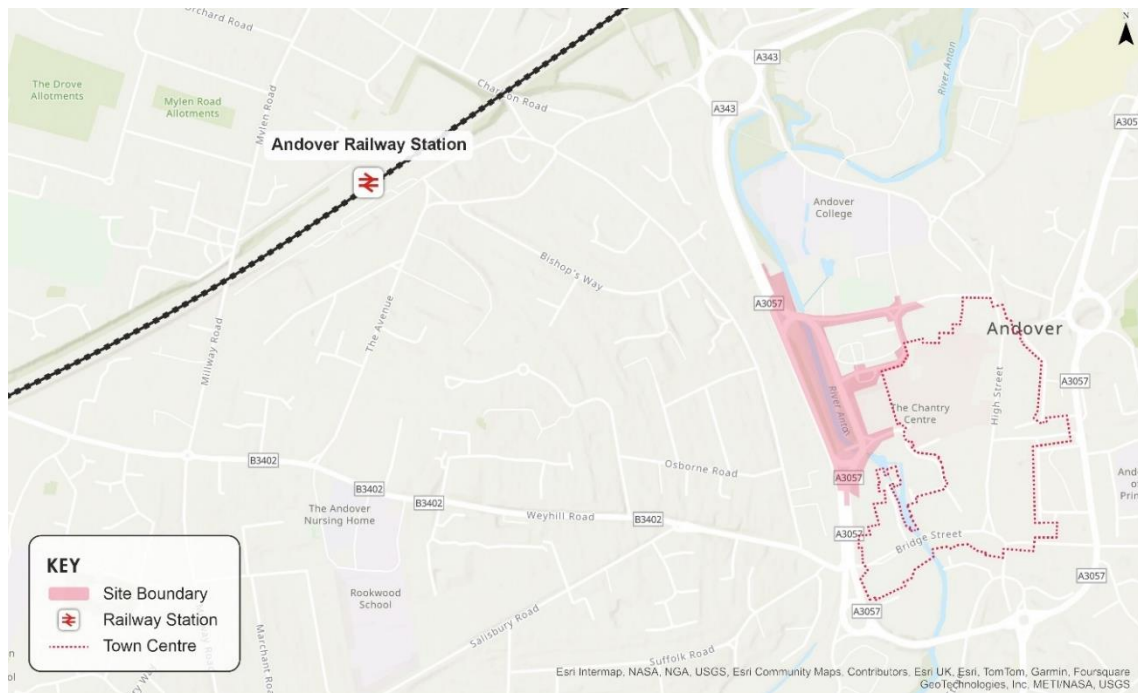 Orchard Road
N
A343
The Drove
Allotments
Mylen Road
Allotments
Mylen Road
Charlton Road
River Anton
A343
Andover Railway Station
Andover
College
Bishop's Way
A3057
The Avenue
Andover
Millway Road
A3057
River Anton
The Chantry
Centre
High Street
B3402
Osborne Road
A3057
B3402
B3402
The Andover
Nursing Home
Weyhill Road
B3402
A3057
Bridge Street
KEY
Site Boundary
Railway Station
Town Centre
Rookwood
School
A3057
A3057
Salisbury Road
Marchant Road
Suffolk Road
Esri Intermap, NASA, NGA, USGS, Esri Community Maps, Contributors, Esri UK, Esri, TomTom, Garmin, Foursquare
GeoTechnologies, Inc, METI/NASA, USGS